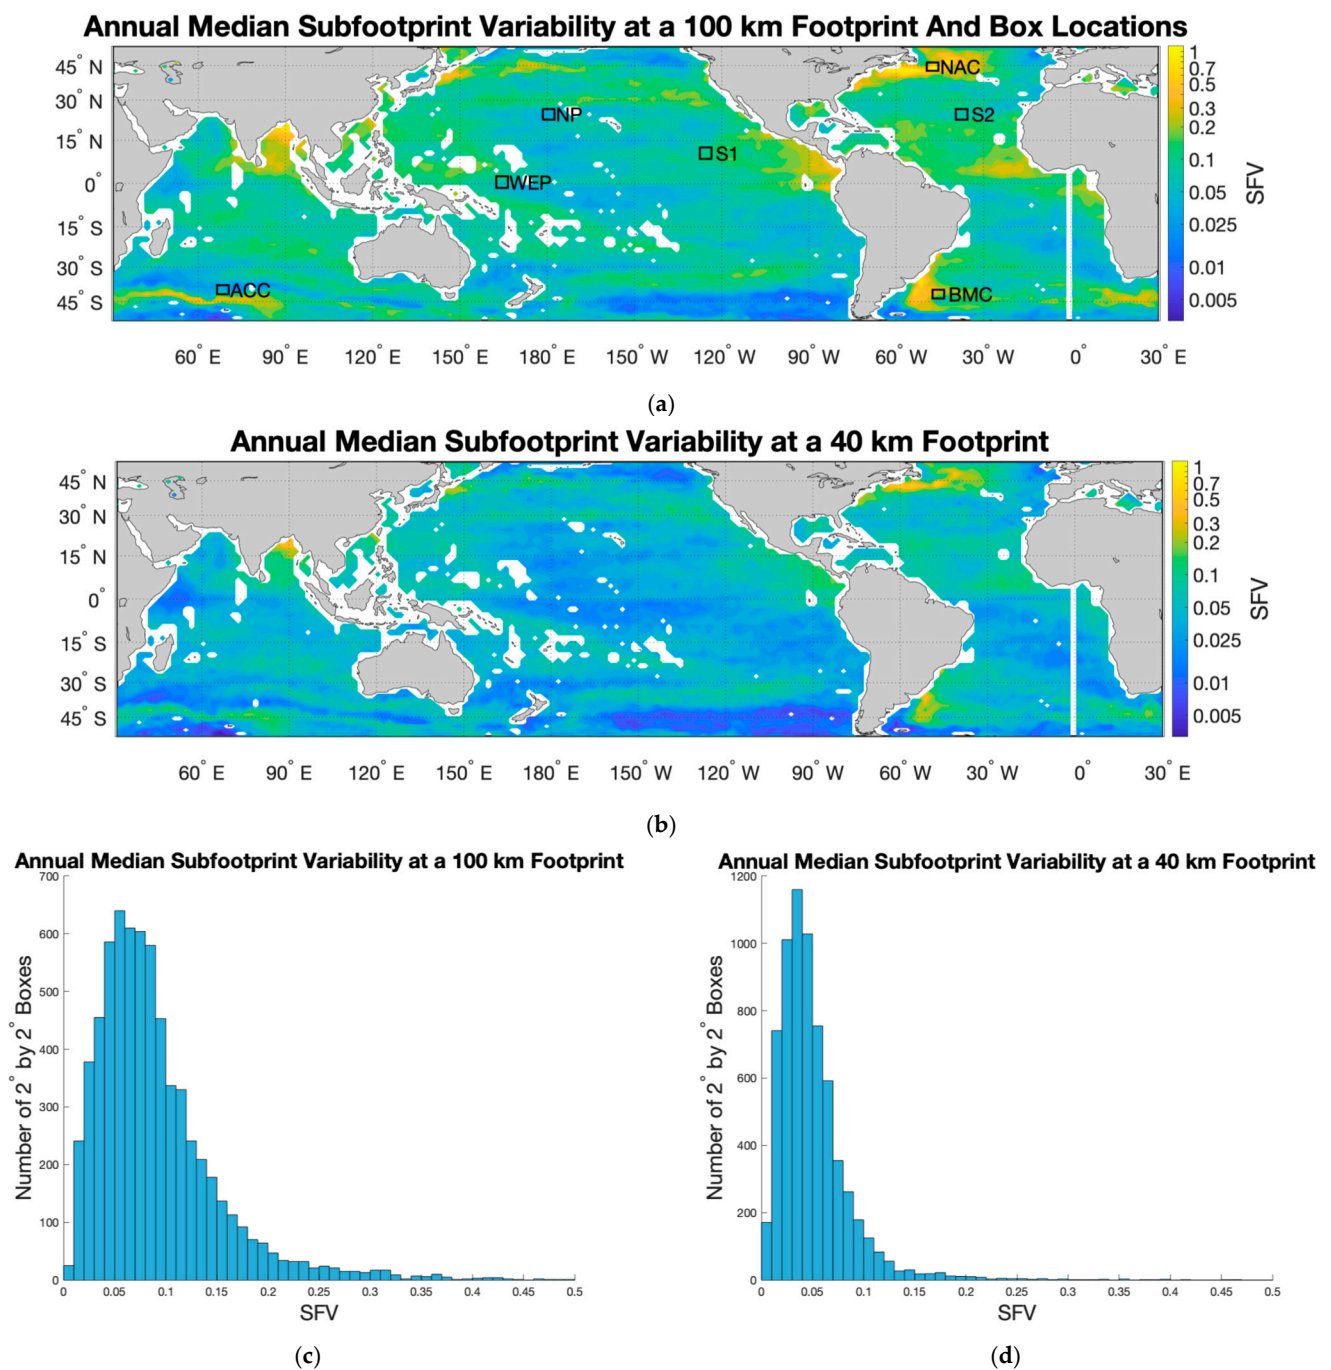 Annual Median Subfootprint Variability at a 100 km Footprint And Box Locations
45° N
30° N
15° N
0°
15° S
30° S
45° S
NAC
NP
S2
S1
WEP
ACC
BMC
60° E 90° E 120° E 150° E 180° E 150° W 120° W 90° W 60° W 30° W 0° 30° E
1
0.7
0.5
0.3
0.2
0.1
0.05
0.025
0.01
0.005
SFV
(a)
Annual Median Subfootprint Variability at a 40 km Footprint
45° N
30° N
15° N
0°
15° S
30° S
45° S
60° E 90° E 120° E 150° E 180° E 150° W 120° W 90° W 60° W 30° W 0° 30° E
1
0.7
0.5
0.3
0.2
0.1
0.05
0.025
0.01
0.005
SFV
(b)
Annual Median Subfootprint Variability at a 100 km Footprint
700
600
500
400
300
200
100
0
Number of 2° by 2° Boxes
0 0.05 0.1 0.15 0.2 0.25 0.3 0.35 0.4 0.45 0.5
SFV
(c)
Annual Median Subfootprint Variability at a 40 km Footprint
1200
1000
800
600
400
200
0
Number of 2° by 2° Boxes
0 0.05 0.1 0.15 0.2 0.25 0.3 0.35 0.4 0.45 0.5
SFV
(d)